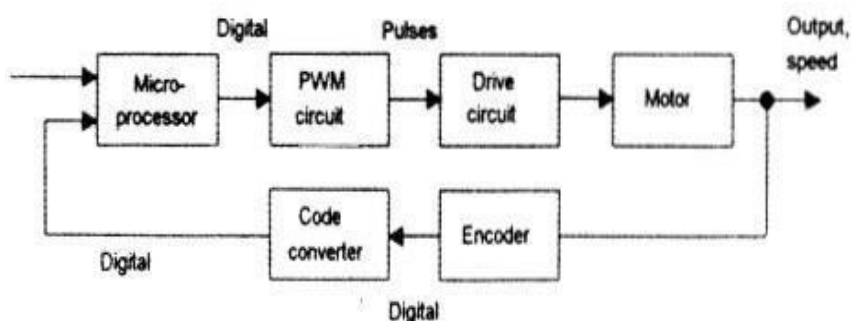 Digital
Pulses
Output,
speed
Micro-
processor
PWM
circuit
Drive
circuit
Motor
Code
converter
Encoder
Digital
Digital